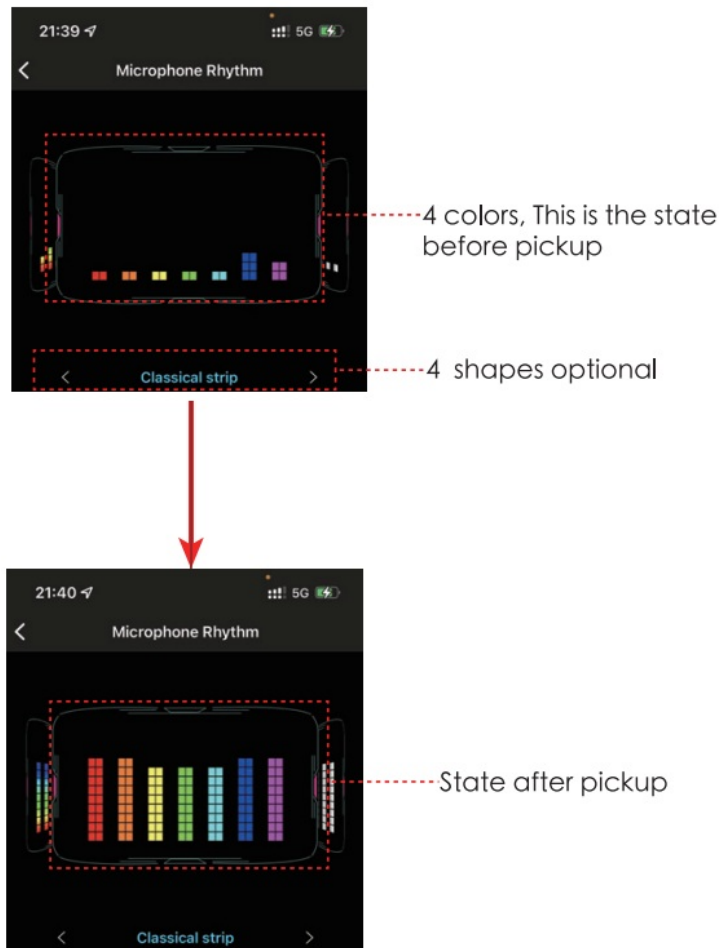 21:39 5G
Microphone Rhythm
4 colors, This is the state
before pickup
Classical strip
4 shapes optional
21:40 5G
Microphone Rhythm
State after pickup
Classical strip